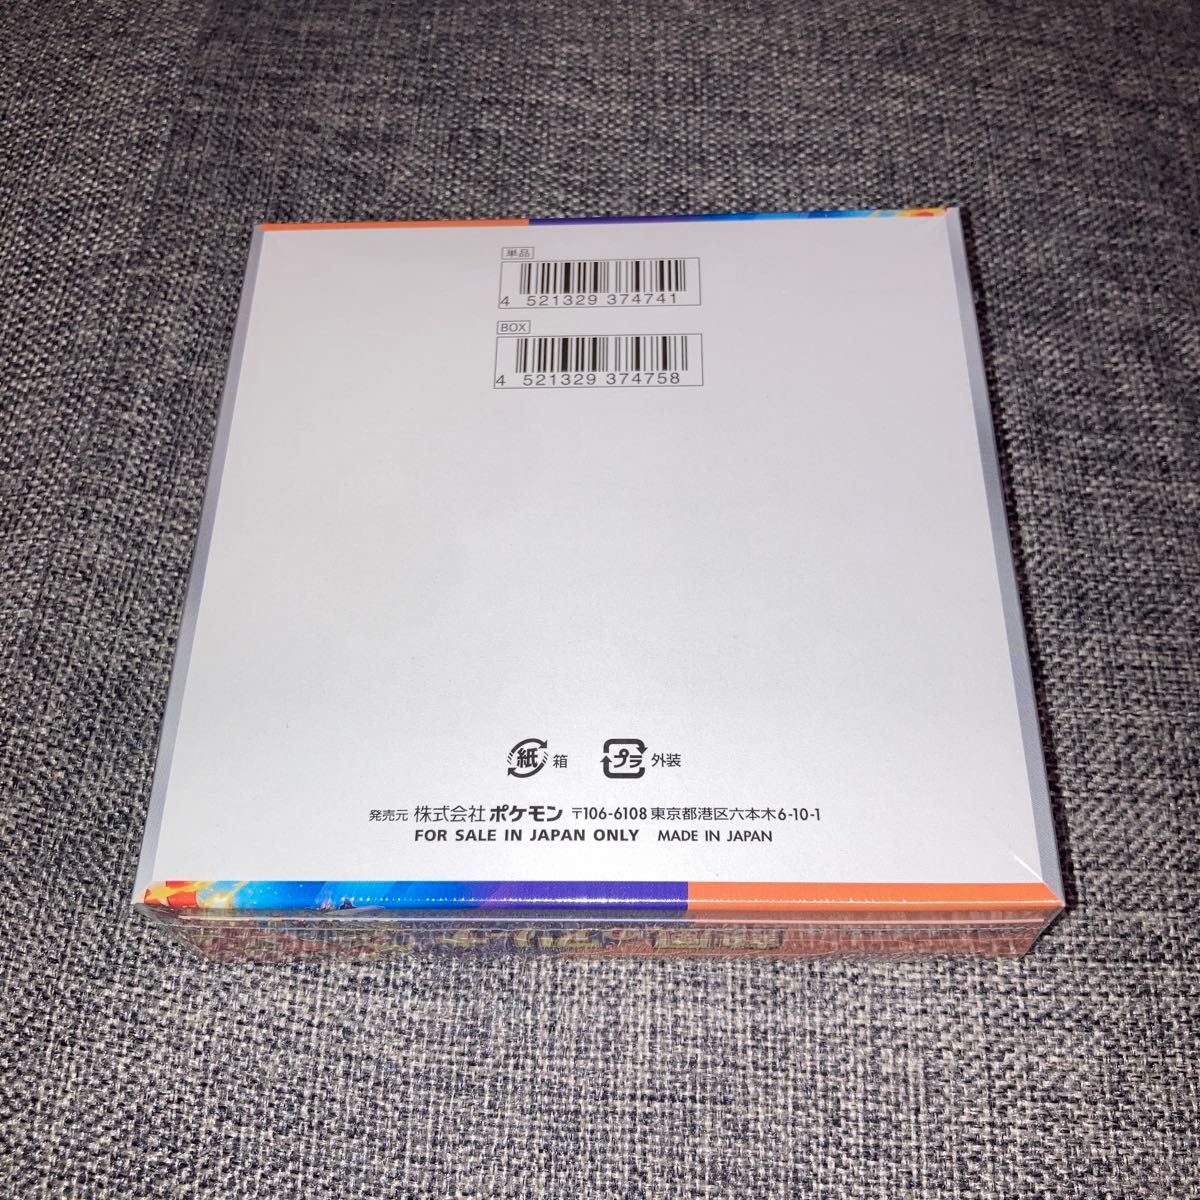 単品
4 521329 374741
BOX
4 521329 374758
紙 箱 プラ 外装
発売元 株式会社 ポケモン 〒106-6108 東京都港区六本木6-10-1
FOR SALE IN JAPAN ONLY MADE IN JAPAN